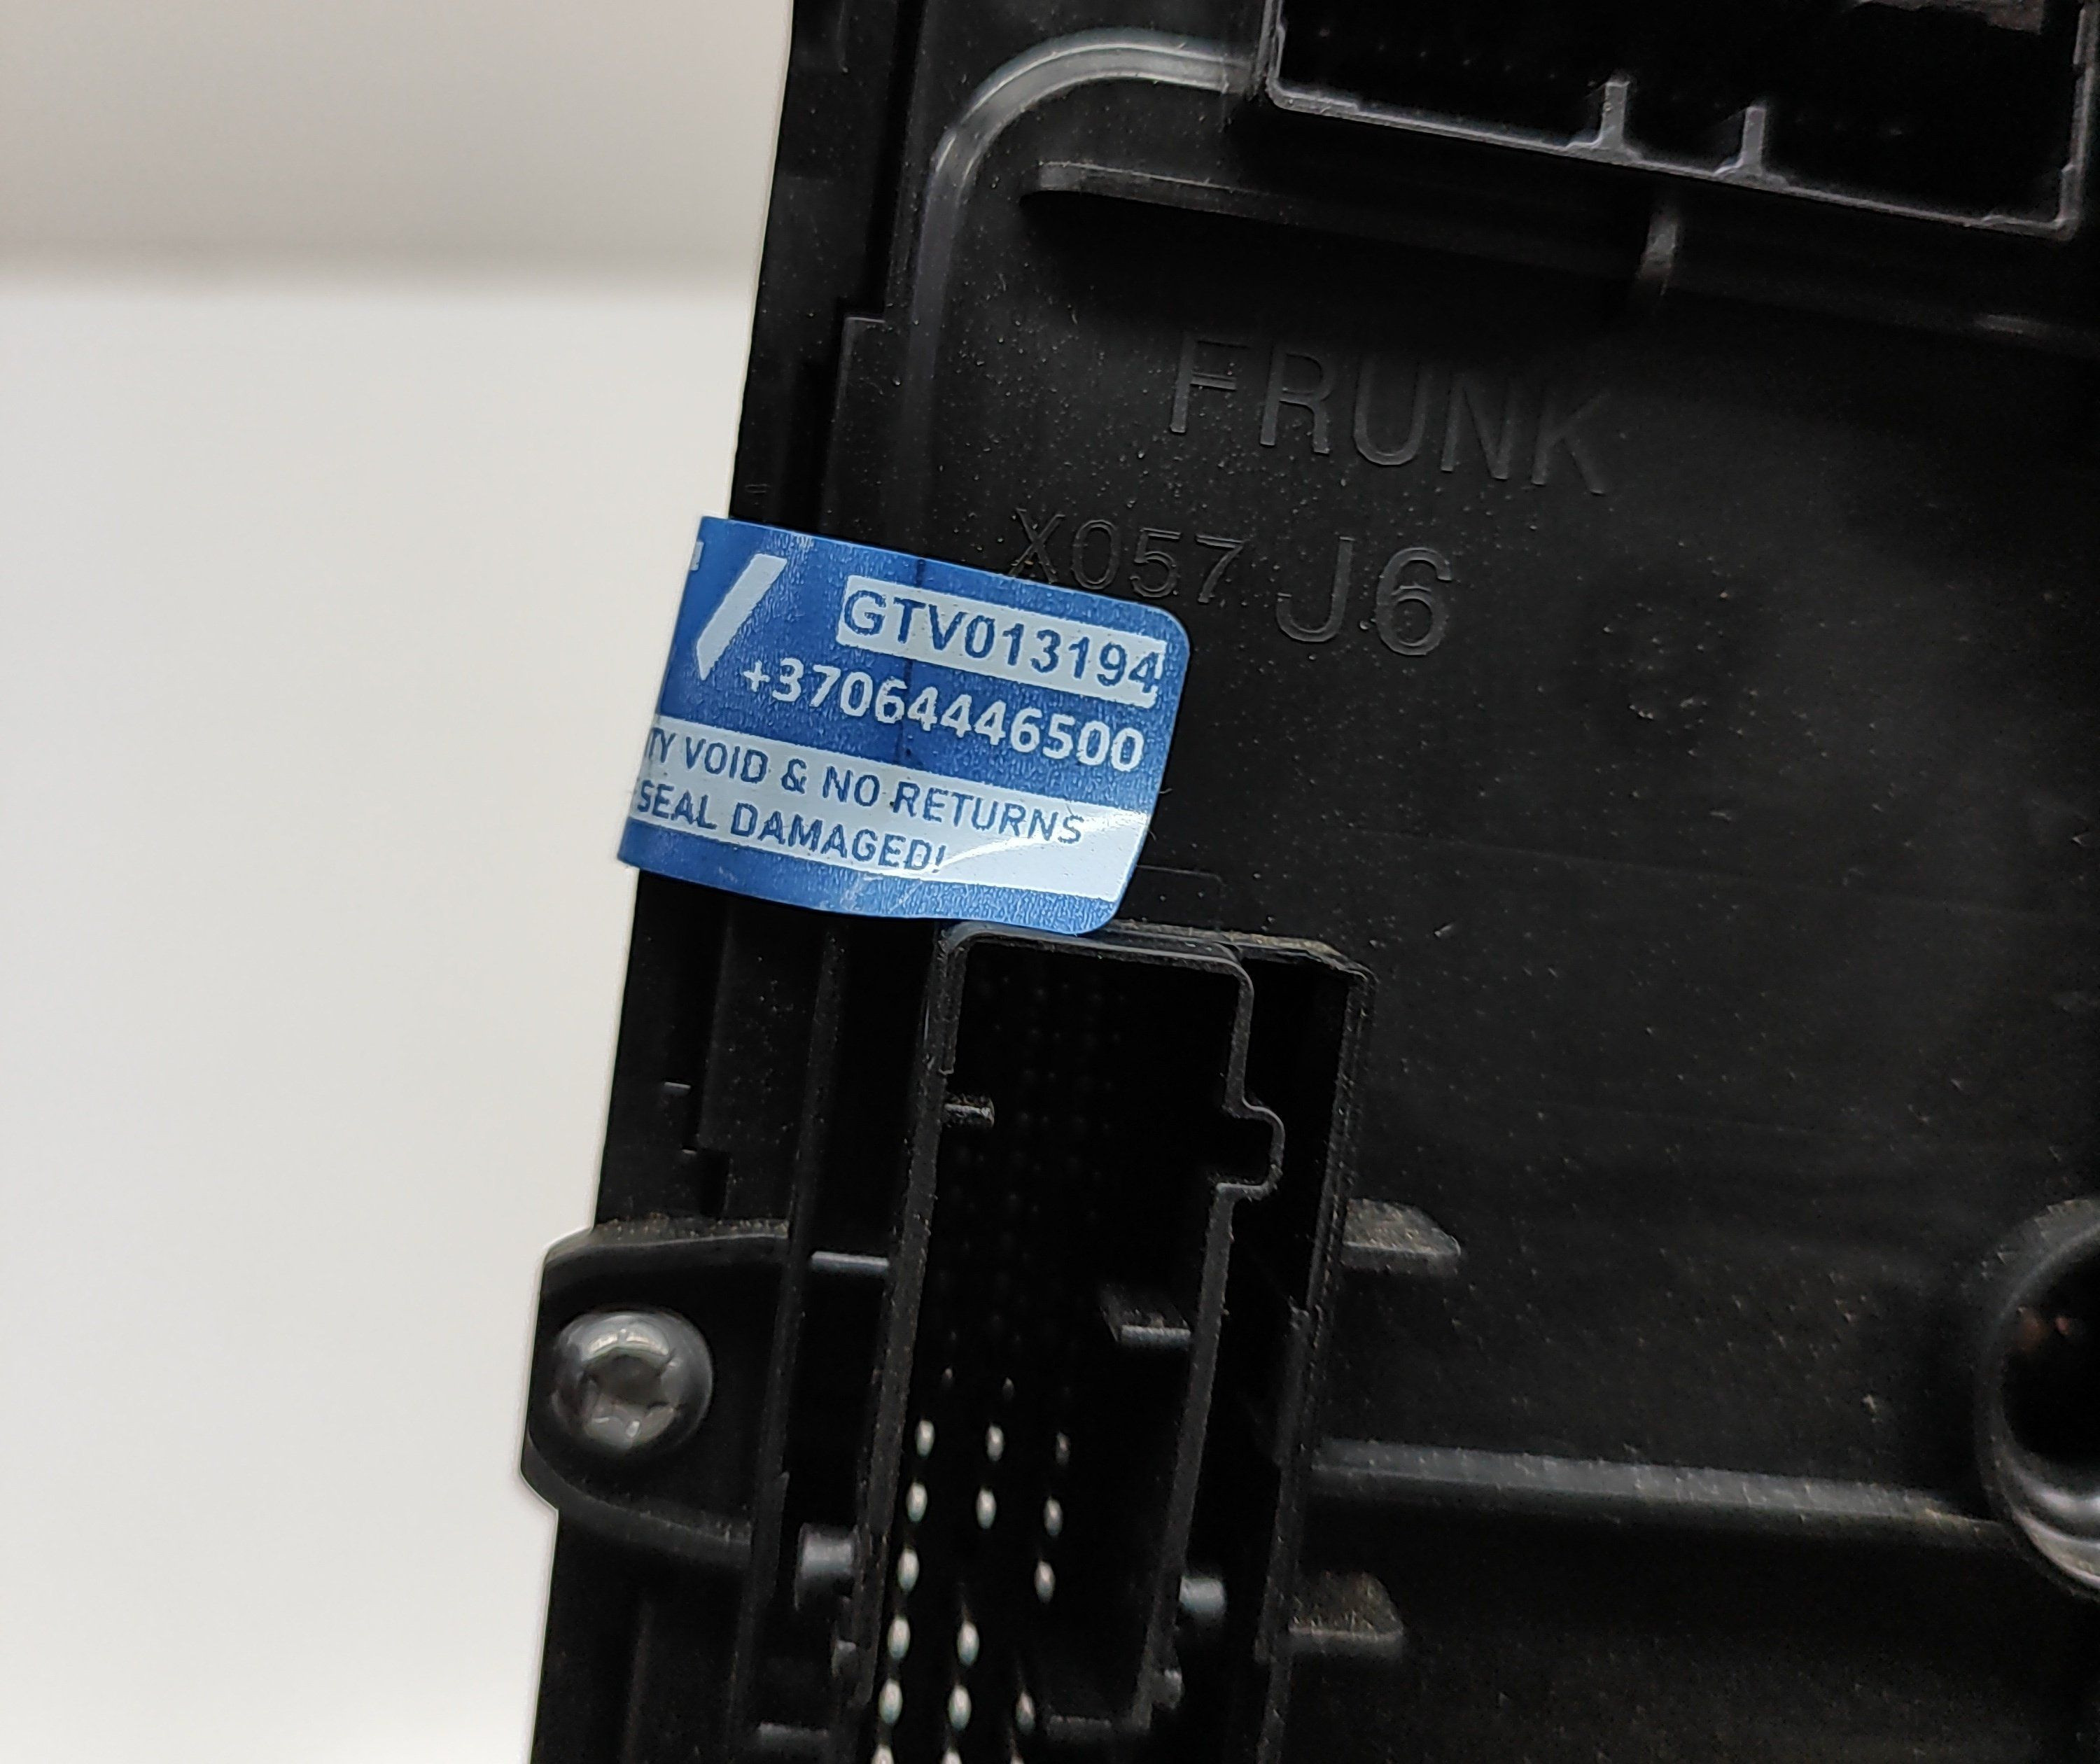 FRUNK
X057 J6
GTV013194
+37064446500
TY VOID & NO RETURNS
SEAL DAMAGED!